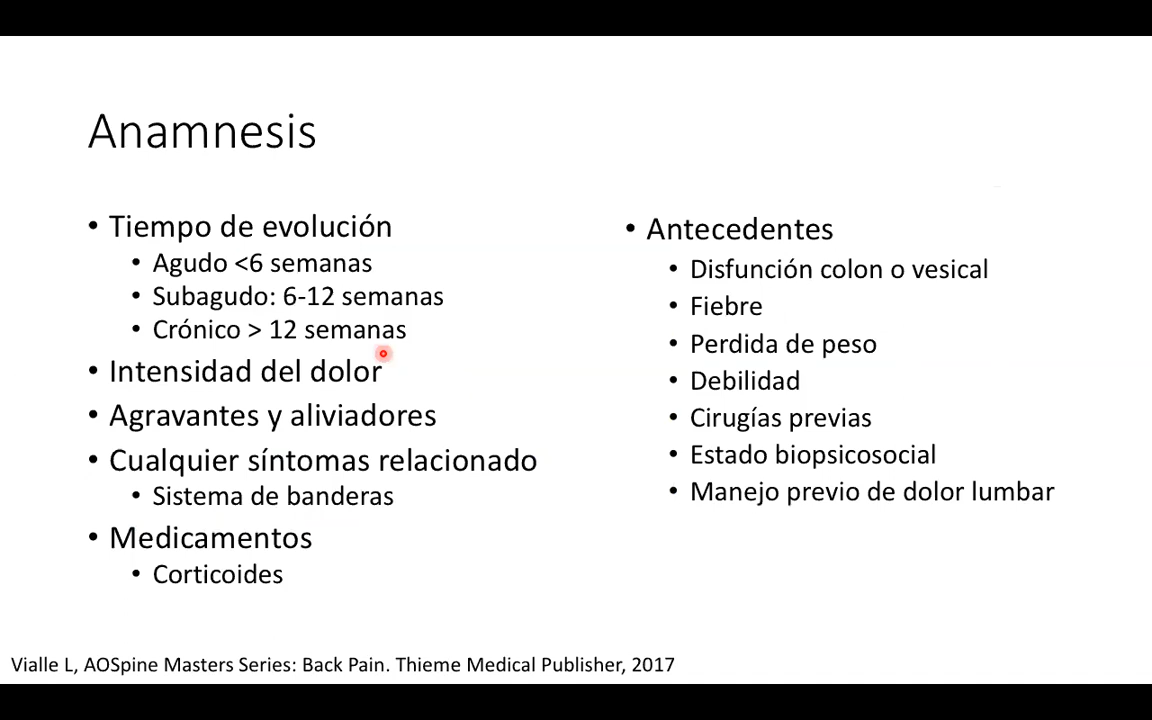 Anamnesis
• Tiempo de evolución
• Agudo <6 semanas
• Subagudo: 6-12 semanas
• Crónico > 12 semanas
• Intensidad del dolor
• Agravantes y aliviadores
• Cualquier síntomas relacionado
• Sistema de banderas
• Medicamentos
• Corticoides
• Antecedentes
• Disfunción colon o vesical
• Fiebre
• Perdida de peso
• Debilidad
• Cirugías previas
• Estado biopsicosocial
• Manejo previo de dolor lumbar
Vialle L, AOSpine Masters Series: Back Pain. Thieme Medical Publisher, 2017